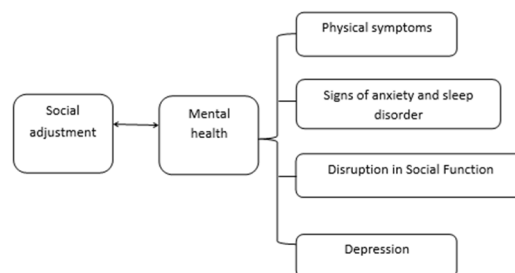 Physical symptoms
Signs of anxiety and sleep
disorder
Social
adjustment
Mental
health
Disruption in Social Function
Depression